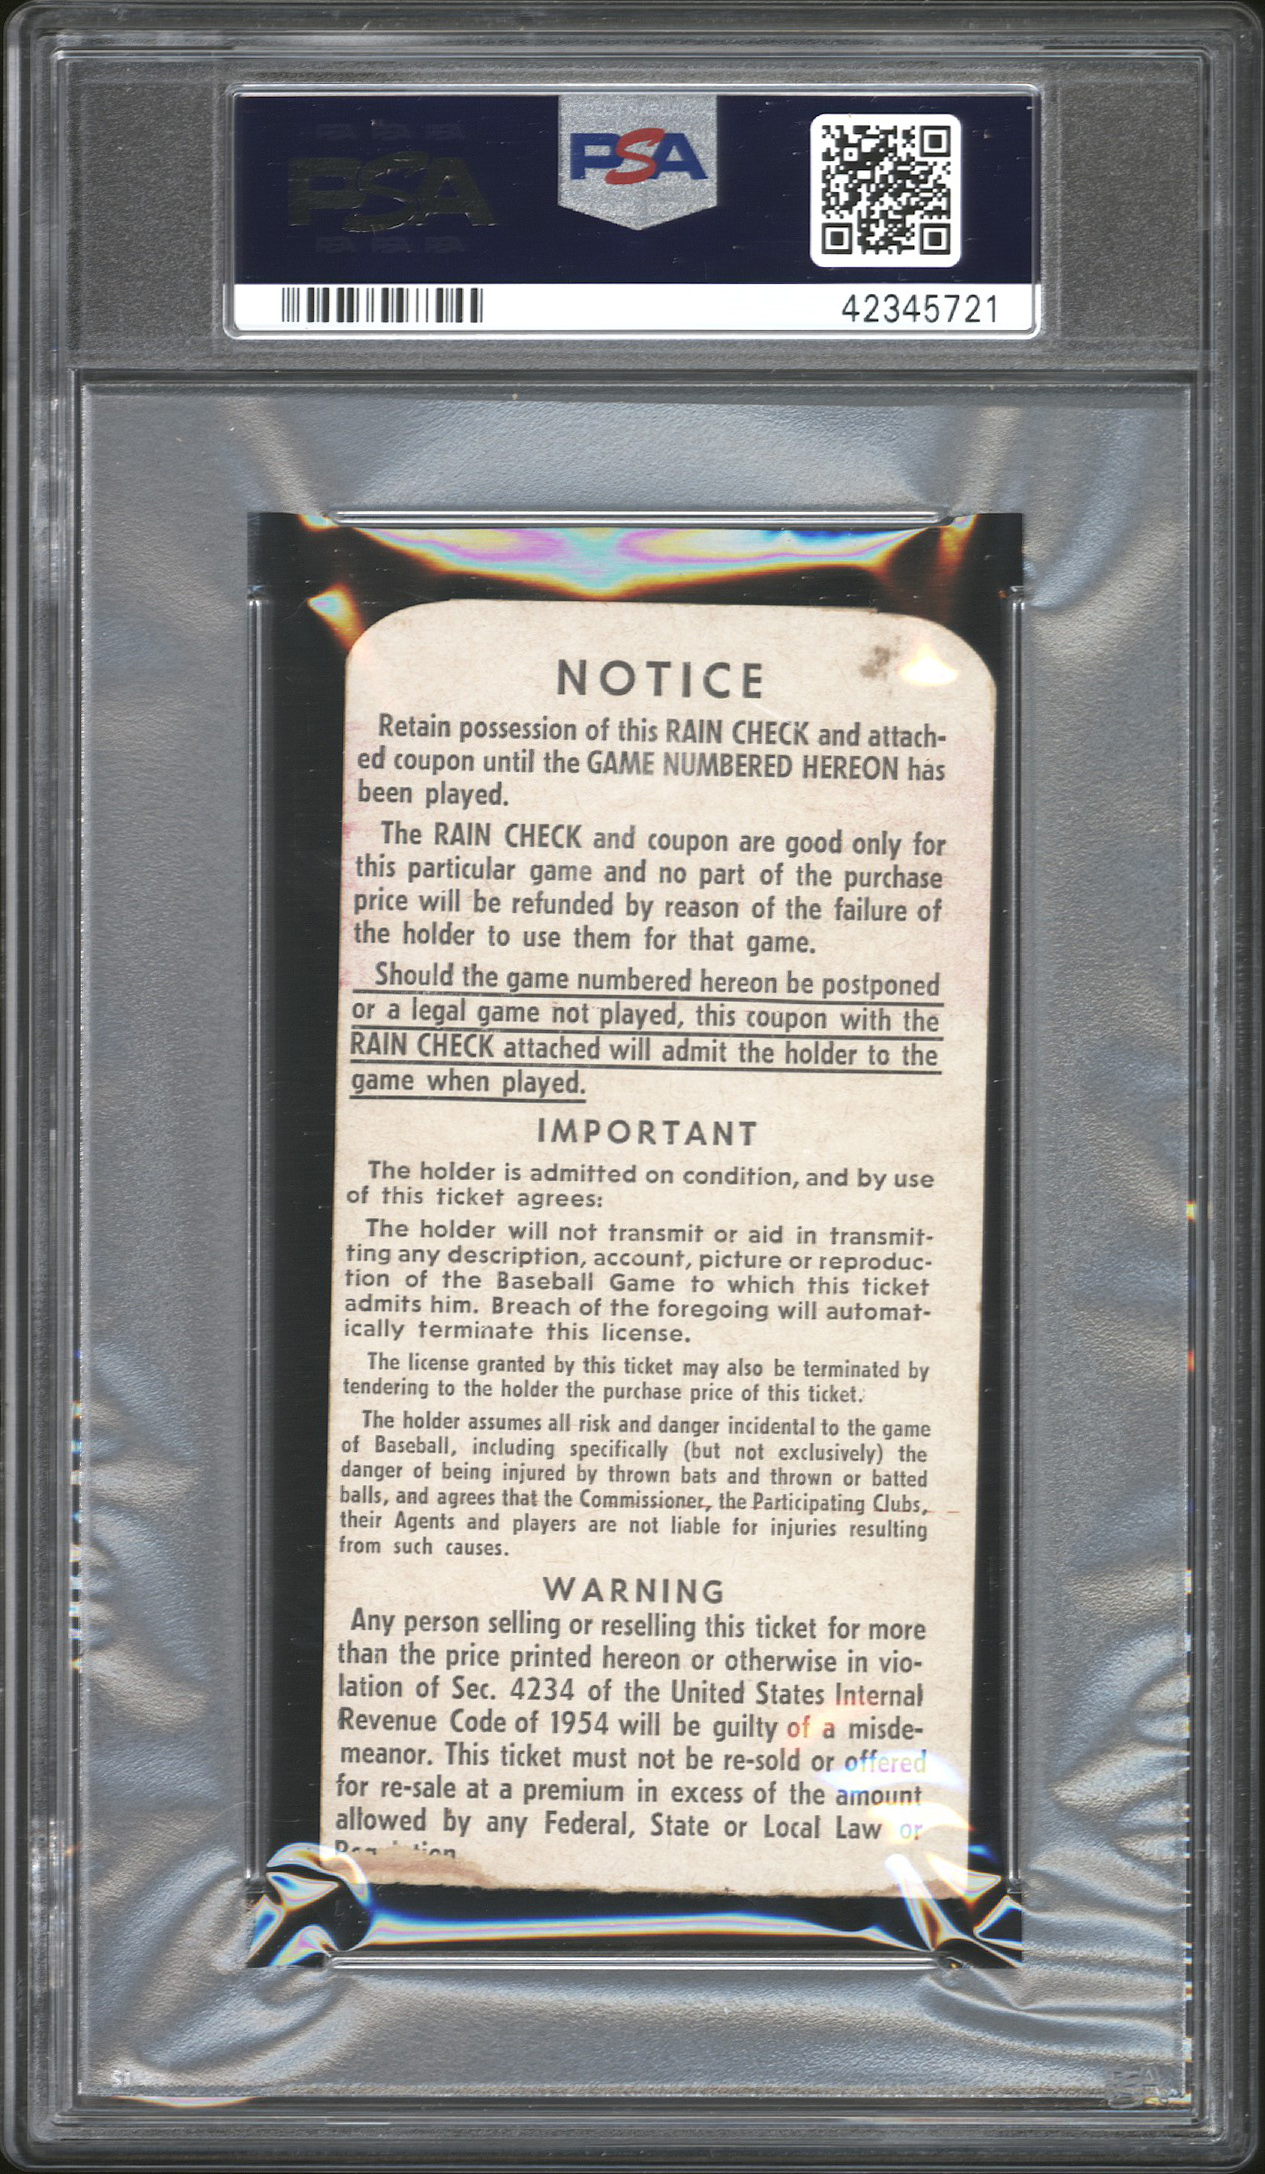 PSA
PSA
42345721
NOTICE
Retain possession of this RAIN CHECK and attach-
ed coupon until the GAME NUMBERED HEREON has
been played.
The RAIN CHECK and coupon are good only for
this particular game and no part of the purchase
price will be refunded by reason of the failure of
the holder to use them for that game.
Should the game numbered hereon be postponed
or a legal game not played, this coupon with the
RAIN CHECK attached will admit the holder to the
game when played.
IMPORTANT
The holder is admitted on condition, and by use
of this ticket agrees:
The holder will not transmit or aid in transmit-
ting any description, account, picture or reproduc-
tion of the Baseball Game to which this ticket
admits him. Breach of the foregoing will automat-
ically terminate this license.
The license granted by this ticket may also be terminated by
tendering to the holder the purchase price of this ticket.
The holder assumes all risk and danger incidental to the game
of Baseball, including specifically (but not exclusively) the
danger of being injured by thrown bats and thrown or batted
balls, and agrees that the Commissioner, the Participating Clubs,
their Agents and players are not liable for injuries resulting
from such causes.
WARNING
Any person selling or reselling this ticket for more
than the price printed hereon or otherwise in vio-
lation of Sec. 4234 of the United States Internal
Revenue Code of 1954 will be guilty of a misde-
meanor. This ticket must not be re-sold or offered
for re-sale at a premium in excess of the amount
allowed by any Federal, State or Local Law or